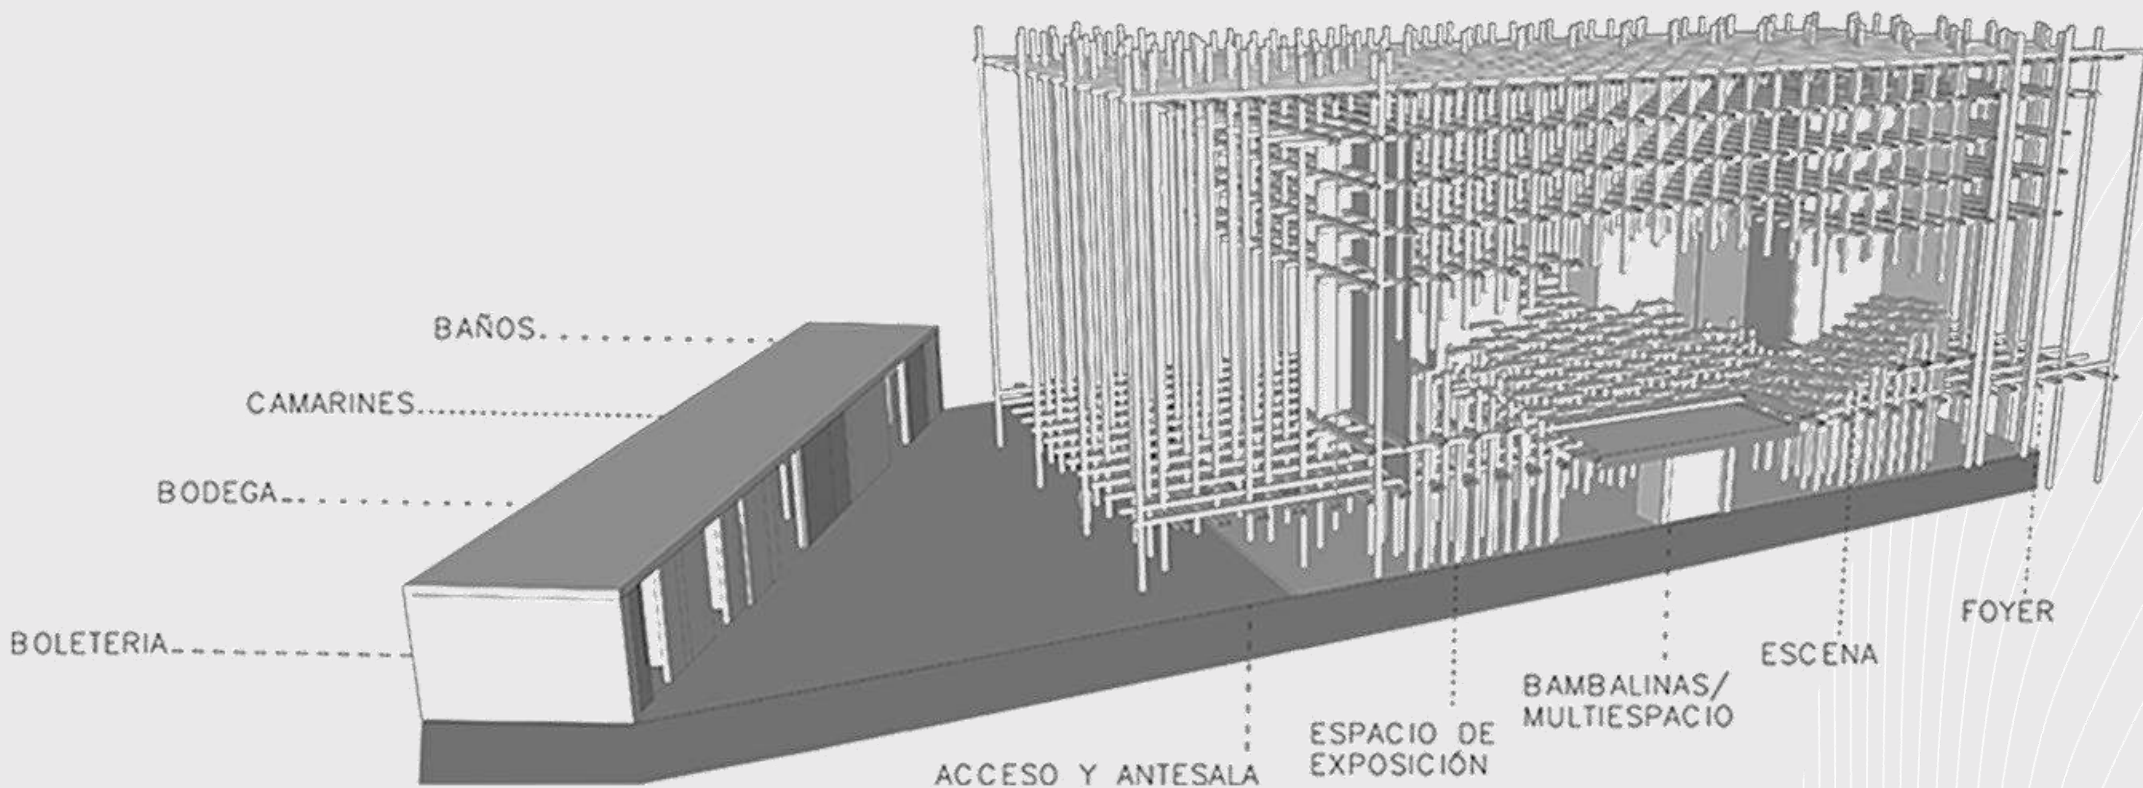 BAÑOS
CAMARINES
BODEGA
BOLETERIA
ACCESO Y ANTESALA
ESPACIO DE
EXPOSICIÓN
BAMBALINAS/
MULTIESPACIO
ESCENA
FOYER